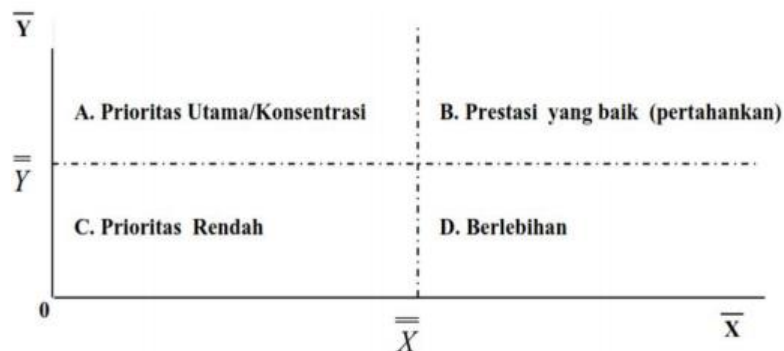 Y̅
A. Prioritas Utama/Konsentrasi
B. Prestasi yang baik (pertahankan)
Y̿
C. Prioritas Rendah
D. Berlebihan
0
X̿
X̅